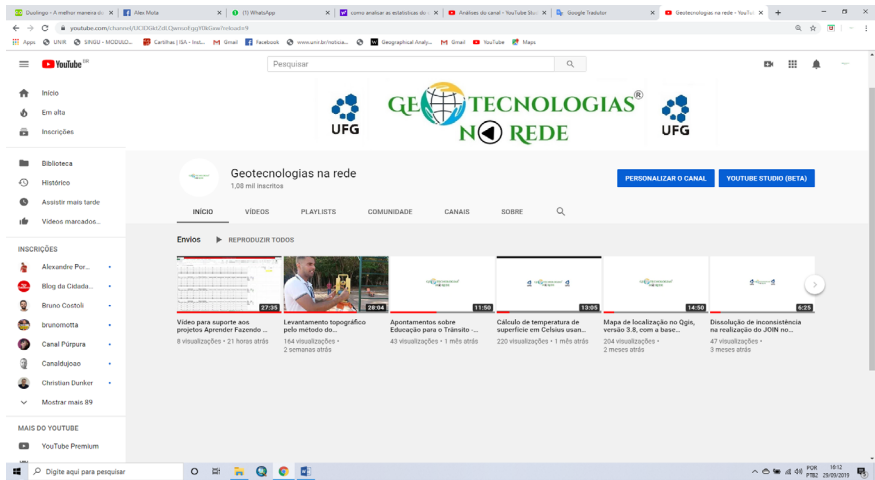 Duolingo - A melhor maneira de
Alex Mota
(1) WhatsApp
como analicar as estatisticas do
Análises do canal - YouTube Stu
Google Tradutor
Geotecnologias na rede - YouTu
Apps
UNIR
SINGU - MODULO...
Cartilhas | ISA - Inst...
Gmail
Facebook
www.unir.br/noticia...
Geographical Analy...
Gmail
YouTube
Maps
YouTube BR
Pesquisar
Início
Em alta
Inscrições
Biblioteca
Histórico
Assistir mais tarde
Vídeos marcados...
INSCRIÇÕES
Alexandre Por...
Blog da Cidada...
Bruno Costoli
brunomotta
Canal Púrpura
Canaldujoao
Christian Dunker
Mostrar mais 89
MAIS DO YOUTUBE
YouTube Premium
UFG
GEOTECNOLOGIAS®
NA REDE
UFG
Geotecnologias na rede
1,08 mil inscritos
PERSONALIZAR O CANAL
YOUTUBE STUDIO (BETA)
INÍCIO
VÍDEOS
PLAYLISTS
COMUNIDADE
CANAIS
SOBRE
Envios
REPRODUZIR TODOS
27:35
Vídeo para suporte aos
projetos Aprender Fazendo ...
8 visualizações • 21 horas atrás
28:04
Levantamento topográfico
pelo método do...
164 visualizações •
2 semanas atrás
11:50
Apontamentos sobre
Educação para o Trânsito -...
43 visualizações • 1 mês atrás
13:05
Cálculo de temperatura de
superfície em Celsius usan...
220 visualizações • 1 mês atrás
14:50
Mapa de localização no Qgis,
versão 3.8, com a base...
204 visualizações •
2 meses atrás
6:25
Dissolução de inconsistência
na realização do JOIN no...
47 visualizações •
3 meses atrás
Digite aqui para pesquisar
POR
PTB2
16:12
29/09/2019